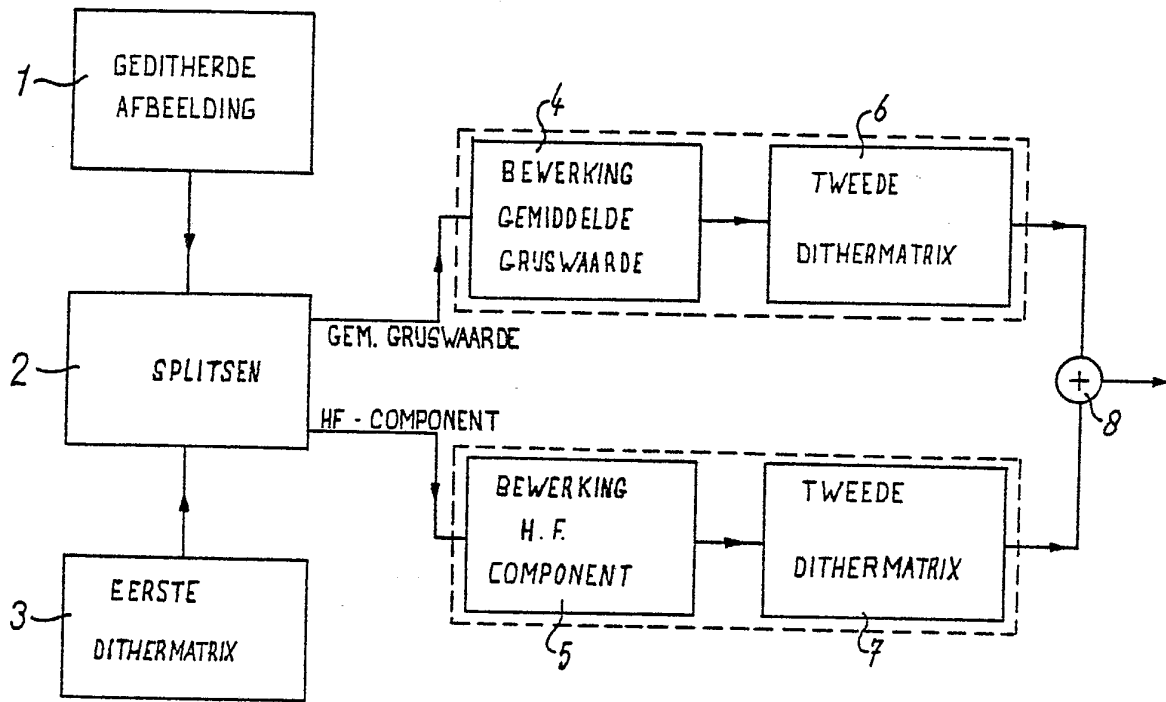 1
GEDITHERDE
AFBEELDING
2
SPLITSEN
3
EERSTE
DITHERMATRIX
GEM. GRIJSWAARDE
HF - COMPONENT
4
BEWERKING
GEMIDDELDE
GRIJSWAARDE
6
TWEEDE
DITHERMATRIX
BEWERKING
H. F.
COMPONENT
5
TWEEDE
DITHERMATRIX
7
+
8